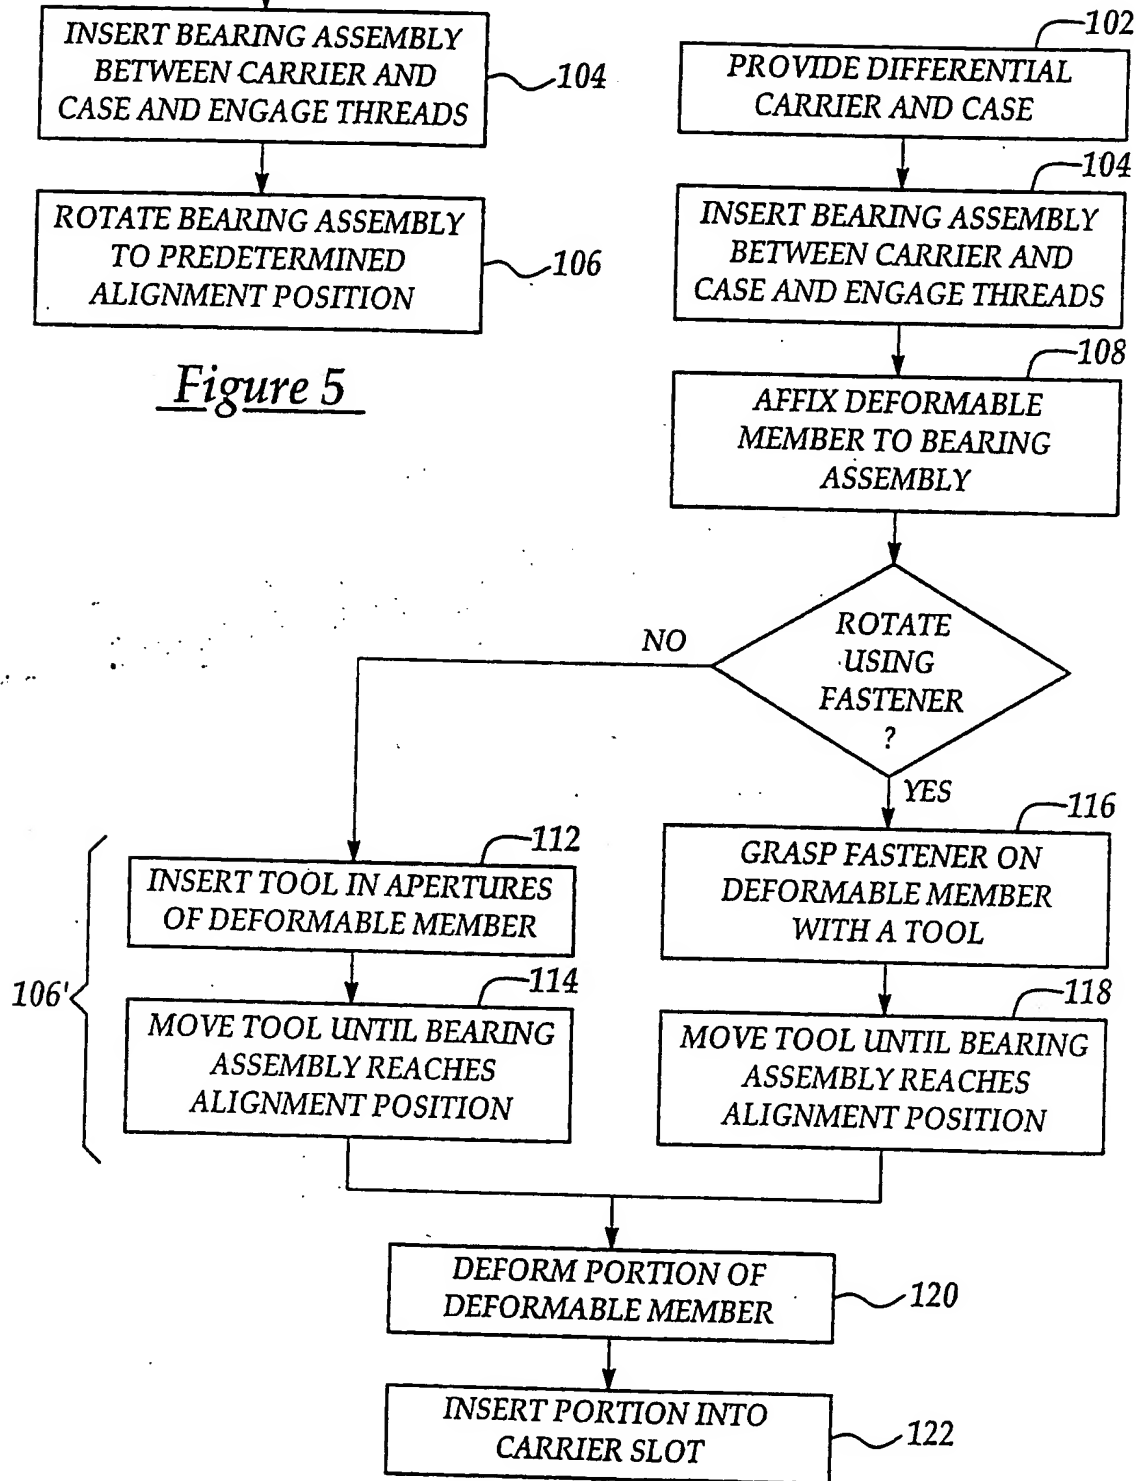 INSERT BEARING ASSEMBLY
BETWEEN CARRIER AND
CASE AND ENGAGE THREADS
104
ROTATE BEARING ASSEMBLY
TO PREDETERMINED
ALIGNMENT POSITION
106
Figure 5
102
PROVIDE DIFFERENTIAL
CARRIER AND CASE
104
INSERT BEARING ASSEMBLY
BETWEEN CARRIER AND
CASE AND ENGAGE THREADS
108
AFFIX DEFORMABLE
MEMBER TO BEARING
ASSEMBLY
ROTATE
USING
FASTENER
?
NO
YES
106'
112
INSERT TOOL IN APERTURES
OF DEFORMABLE MEMBER
114
MOVE TOOL UNTIL BEARING
ASSEMBLY REACHES
ALIGNMENT POSITION
116
GRASP FASTENER ON
DEFORMABLE MEMBER
WITH A TOOL
118
MOVE TOOL UNTIL BEARING
ASSEMBLY REACHES
ALIGNMENT POSITION
DEFORM PORTION OF
DEFORMABLE MEMBER
120
INSERT PORTION INTO
CARRIER SLOT
122